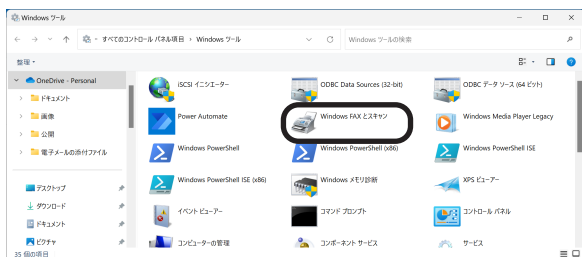 Windows ツール
すべてのコントロール パネル項目 › Windows ツール
Windows ツールの検索
整理
OneDrive - Personal
ドキュメント
画像
公開
電子メールの添付ファイル
デスクトップ
ダウンロード
ドキュメント
ピクチャ
iSCSI イニシエーター
ODBC Data Sources (32-bit)
ODBC データ ソース (64 ビット)
Power Automate
Windows FAX とスキャン
Windows Media Player Legacy
Windows PowerShell
Windows PowerShell (x86)
Windows PowerShell ISE
Windows PowerShell ISE (x86)
Windows メモリ診断
XPS ビューアー
イベント ビューアー
コマンド プロンプト
コントロール パネル
コンピューターの管理
コンポーネント サービス
サービス
35 個の項目